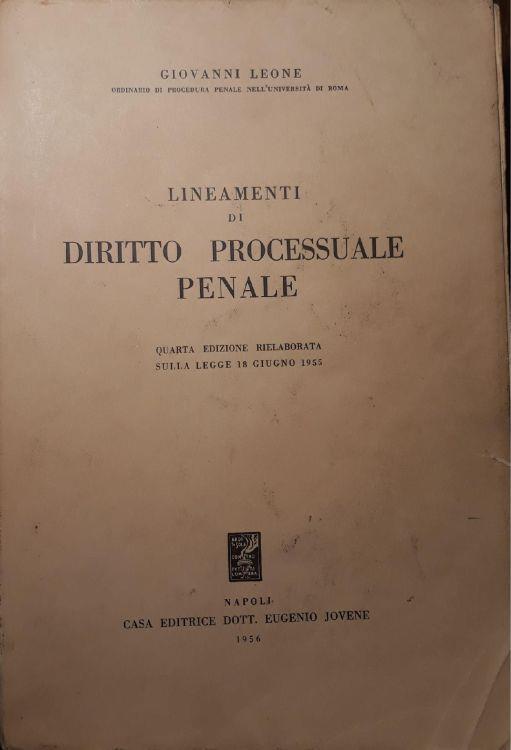 GIOVANNI LEONE
ORDINARIO DI PROCEDURA PENALE NELL'UNIVERSITÀ DI ROMA
LINEAMENTI
DI
DIRITTO PROCESSUALE
PENALE
QUARTA EDIZIONE RIELABORATA
SULLA LEGGE 18 GIUGNO 1955
NAPOLI
CASA EDITRICE DOTT. EUGENIO JOVENE
1956